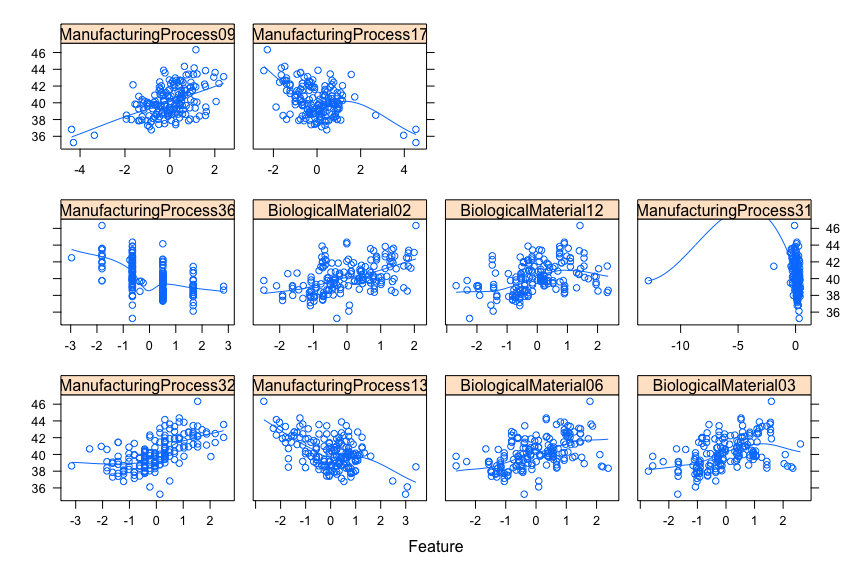 ManufacturingProcess09 ManufacturingProcess17
46
44
42
40
38
36
-4 -2 0 2 -2 0 2 4
ManufacturingProcess36 BiologicalMaterial02 BiologicalMaterial12 ManufacturingProcess31
46
44
42
40
38
36
-3 -2 -1 0 1 2 3 -2 -1 0 1 2 -2 -1 0 1 2 -10 -5 0
ManufacturingProcess32 ManufacturingProcess13 BiologicalMaterial06 BiologicalMaterial03
46
44
42
40
38
36
-3 -2 -1 0 1 2 -2 -1 0 1 2 3 -2 -1 0 1 2 -2 -1 0 1 2
Feature